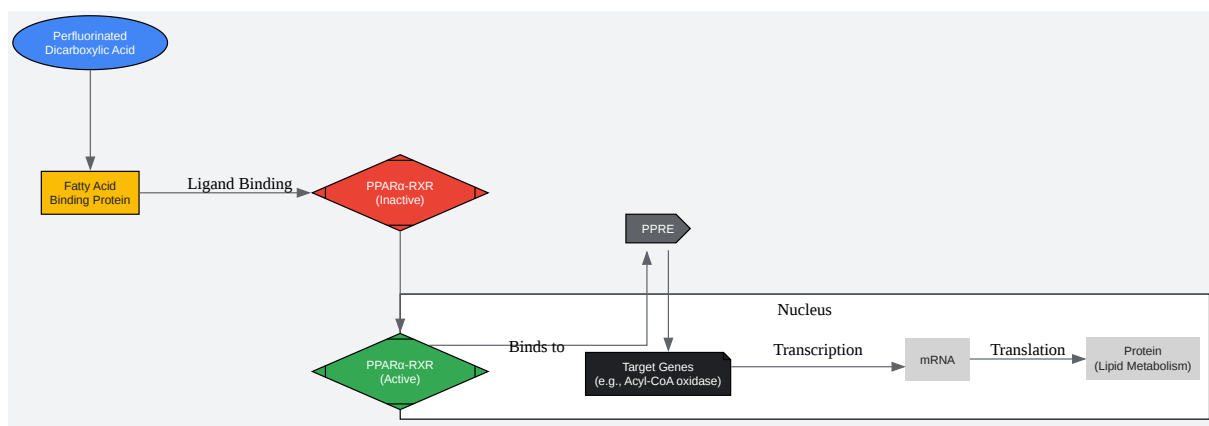 Perfluorinated
Dicarboxylic Acid
Fatty Acid
Binding Protein
Ligand Binding
PPARα-RXR
(Inactive)
PPRE
Nucleus
PPARα-RXR
(Active)
Binds to
Target Genes
(e.g., Acyl-CoA oxidase)
Transcription
mRNA
Translation
Protein
(Lipid Metabolism)